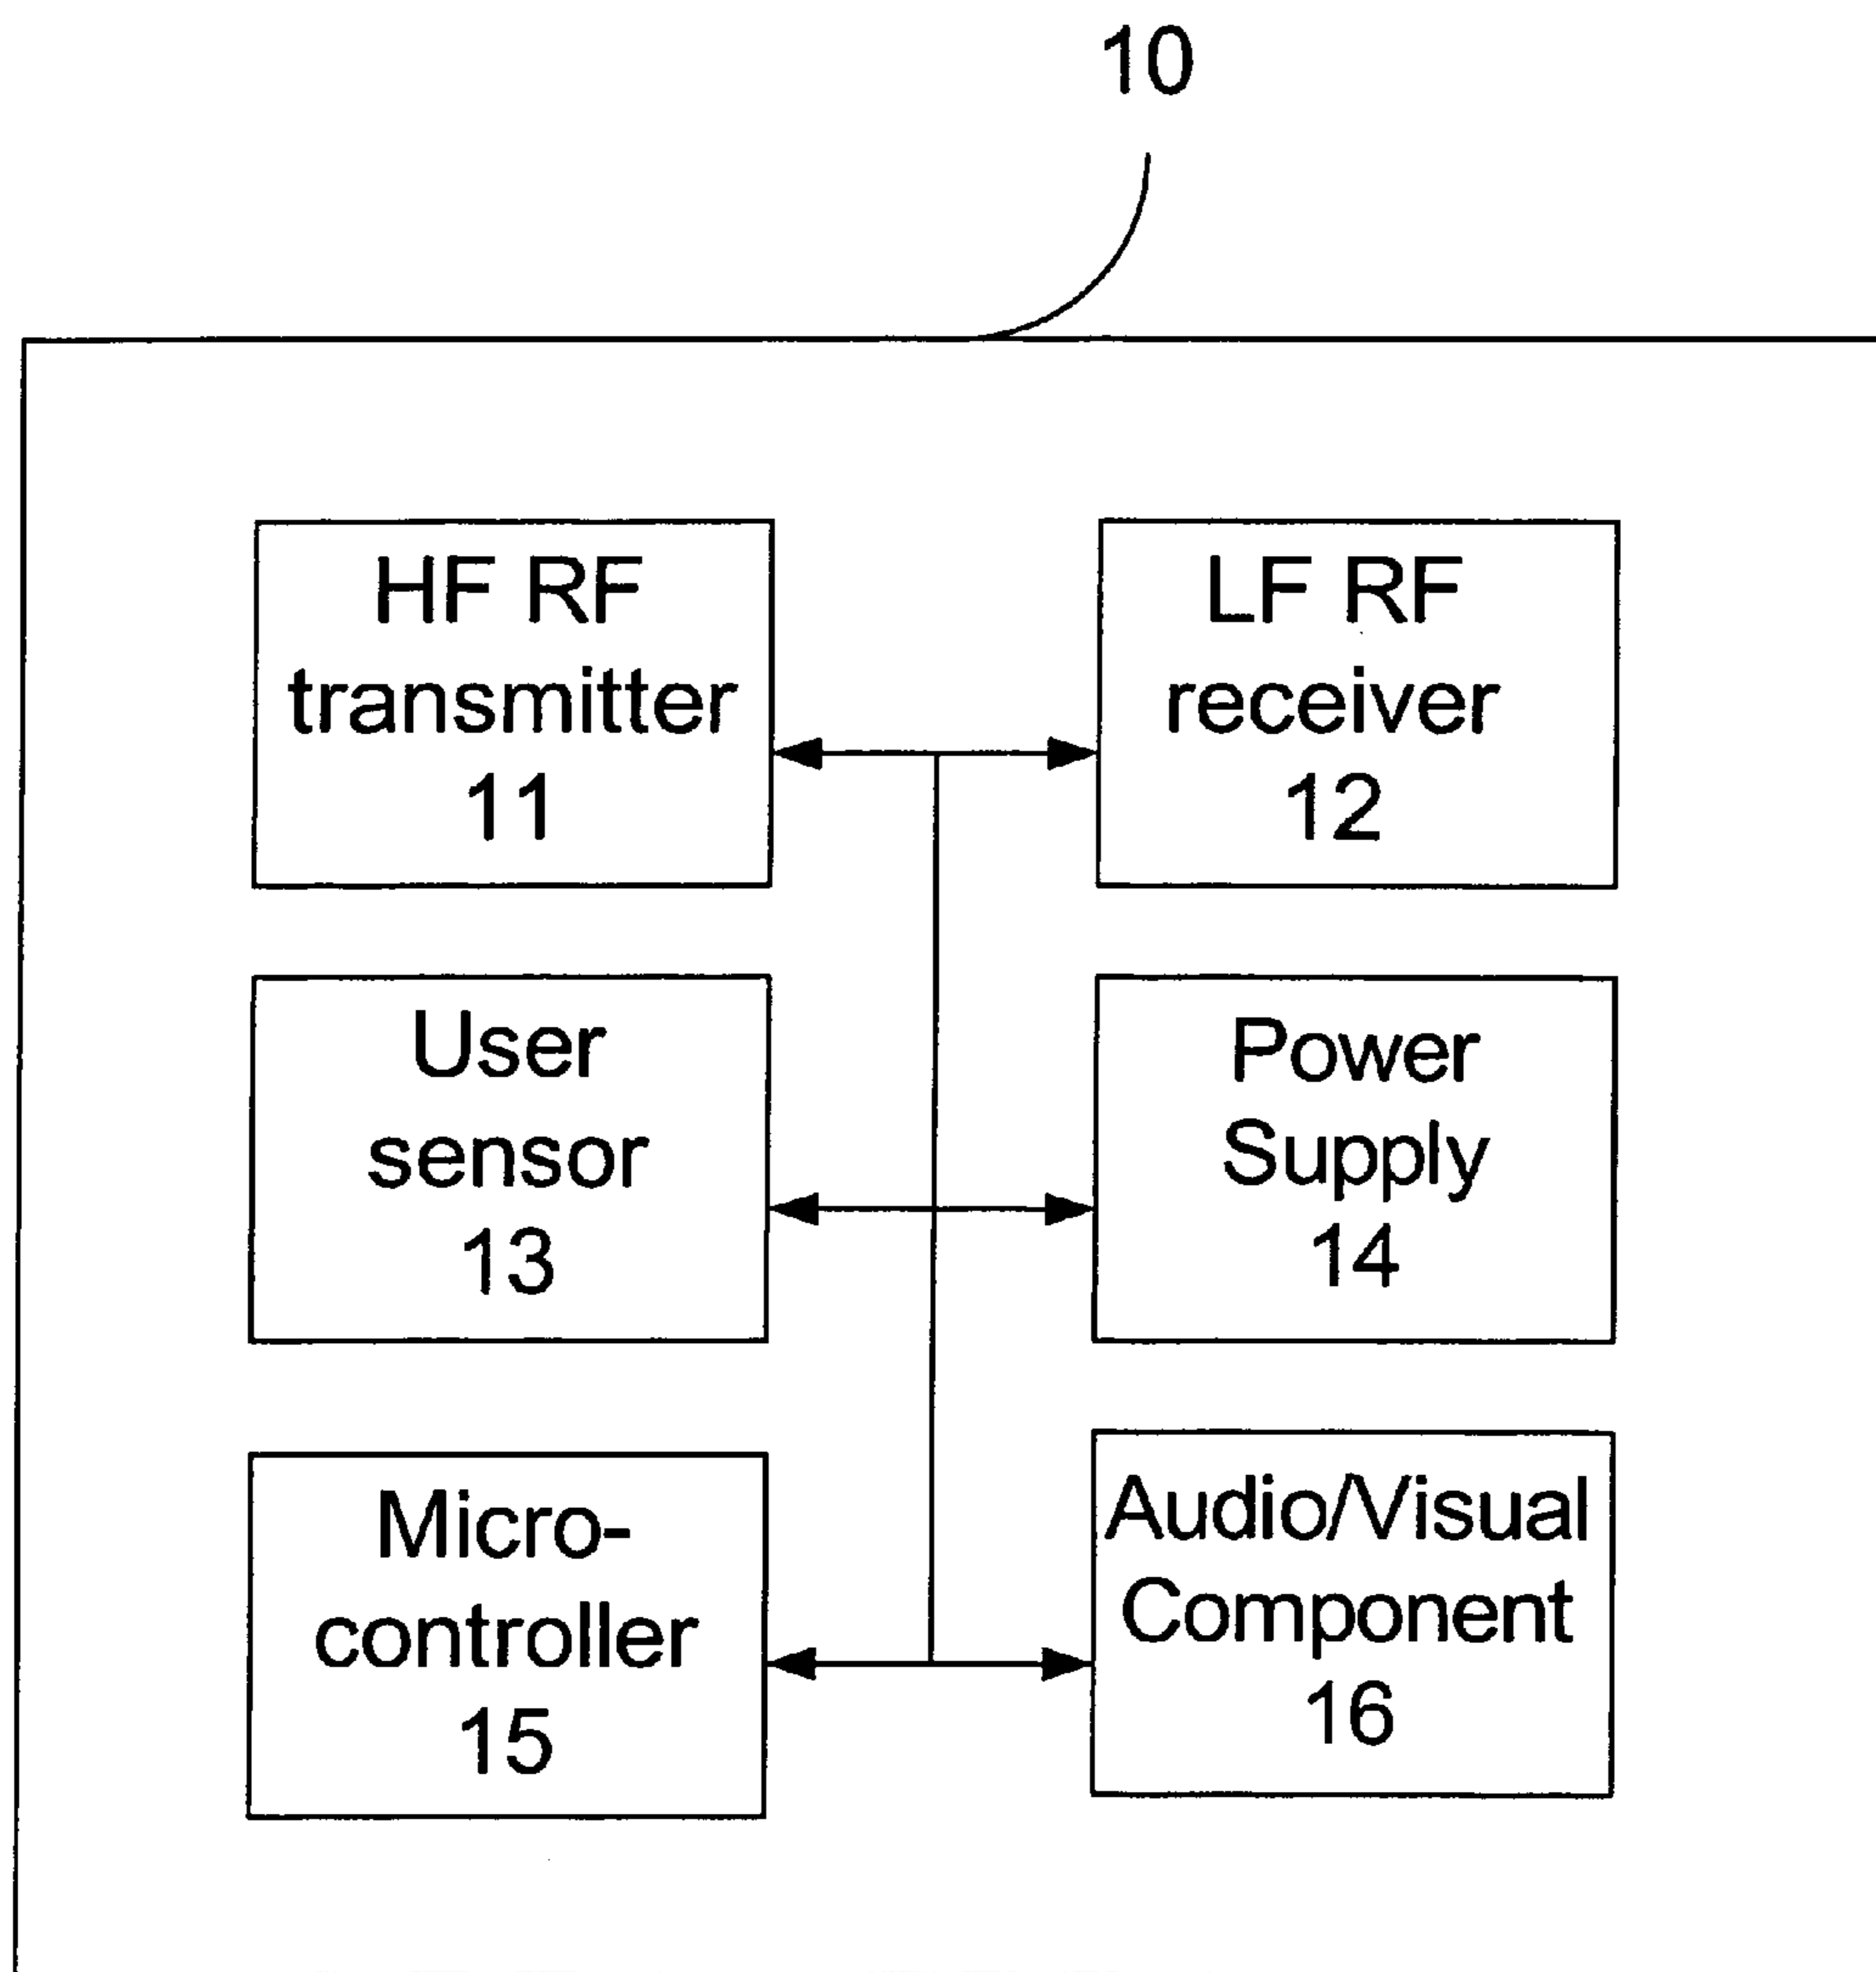 10
HF RF
transmitter
11
LF RF
receiver
12
User
sensor
13
Power
Supply
14
Micro-
controller
15
Audio/Visual
Component
16